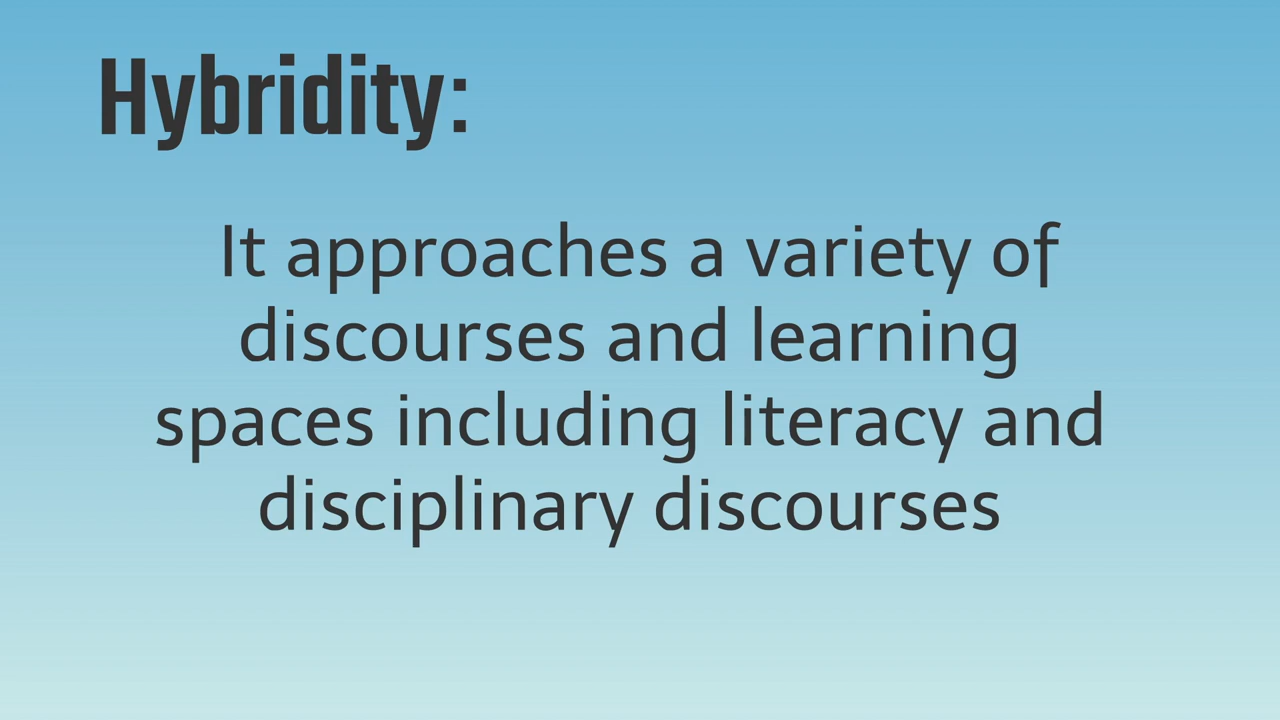 Hybridity:
It approaches a variety of
discourses and learning
spaces including literacy and
disciplinary discourses